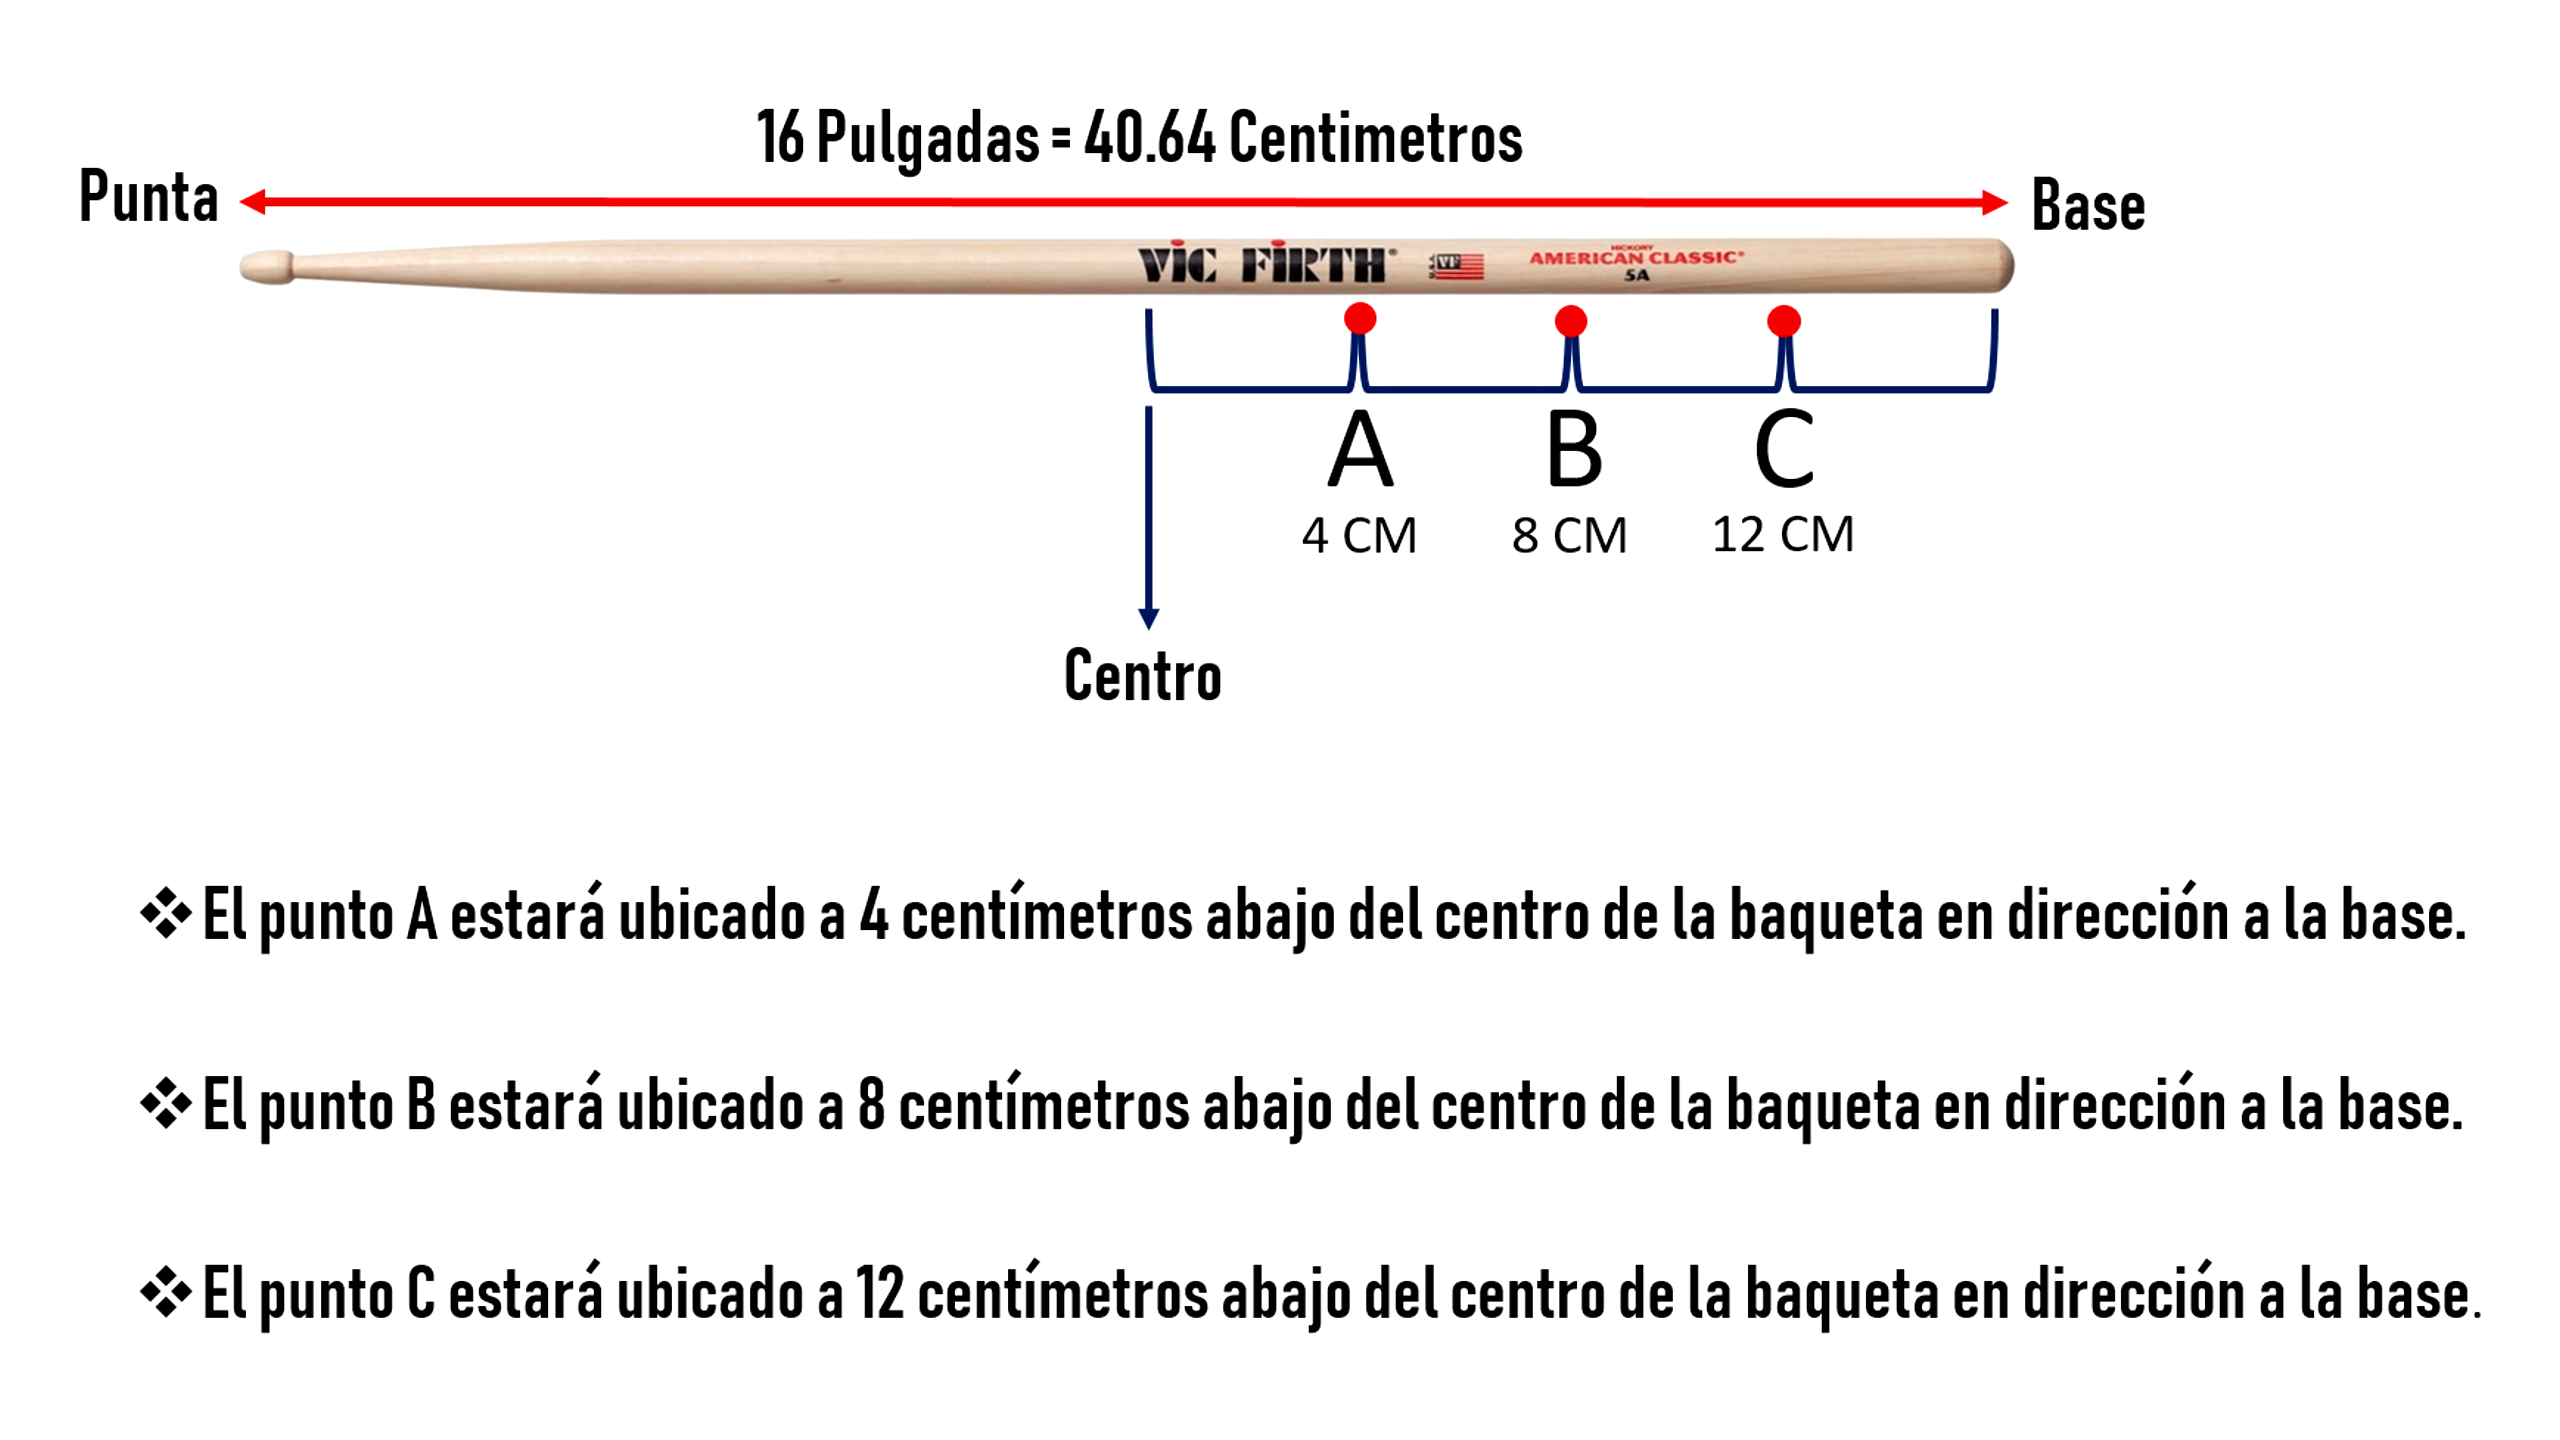 16 Pulgadas = 40.64 Centimetros
Punta
Base
VIC FIRTH®
U.S.A. VF
HICKORY
AMERICAN CLASSIC®
5A
A
B
C
4 CM
8 CM
12 CM
Centro
❖ El punto A estará ubicado a 4 centímetros abajo del centro de la baqueta en dirección a la base.
❖ El punto B estará ubicado a 8 centímetros abajo del centro de la baqueta en dirección a la base.
❖ El punto C estará ubicado a 12 centímetros abajo del centro de la baqueta en dirección a la base.